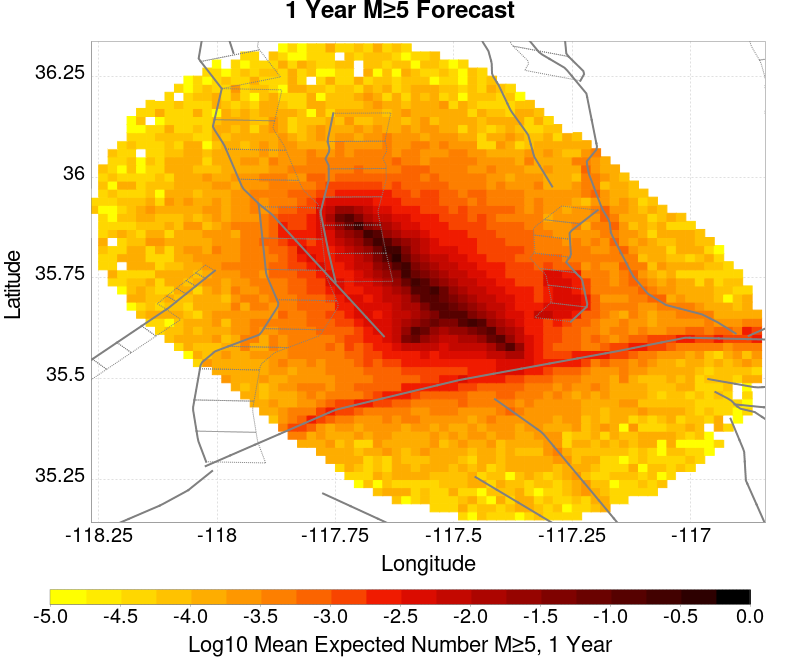 1 Year M≥5 Forecast
36.25
36
35.75
35.5
35.25
Latitude
-118.25 -118 -117.75 -117.5 -117.25 -117
Longitude
-5.0 -4.5 -4.0 -3.5 -3.0 -2.5 -2.0 -1.5 -1.0 -0.5 0.0
Log10 Mean Expected Number M≥5, 1 Year